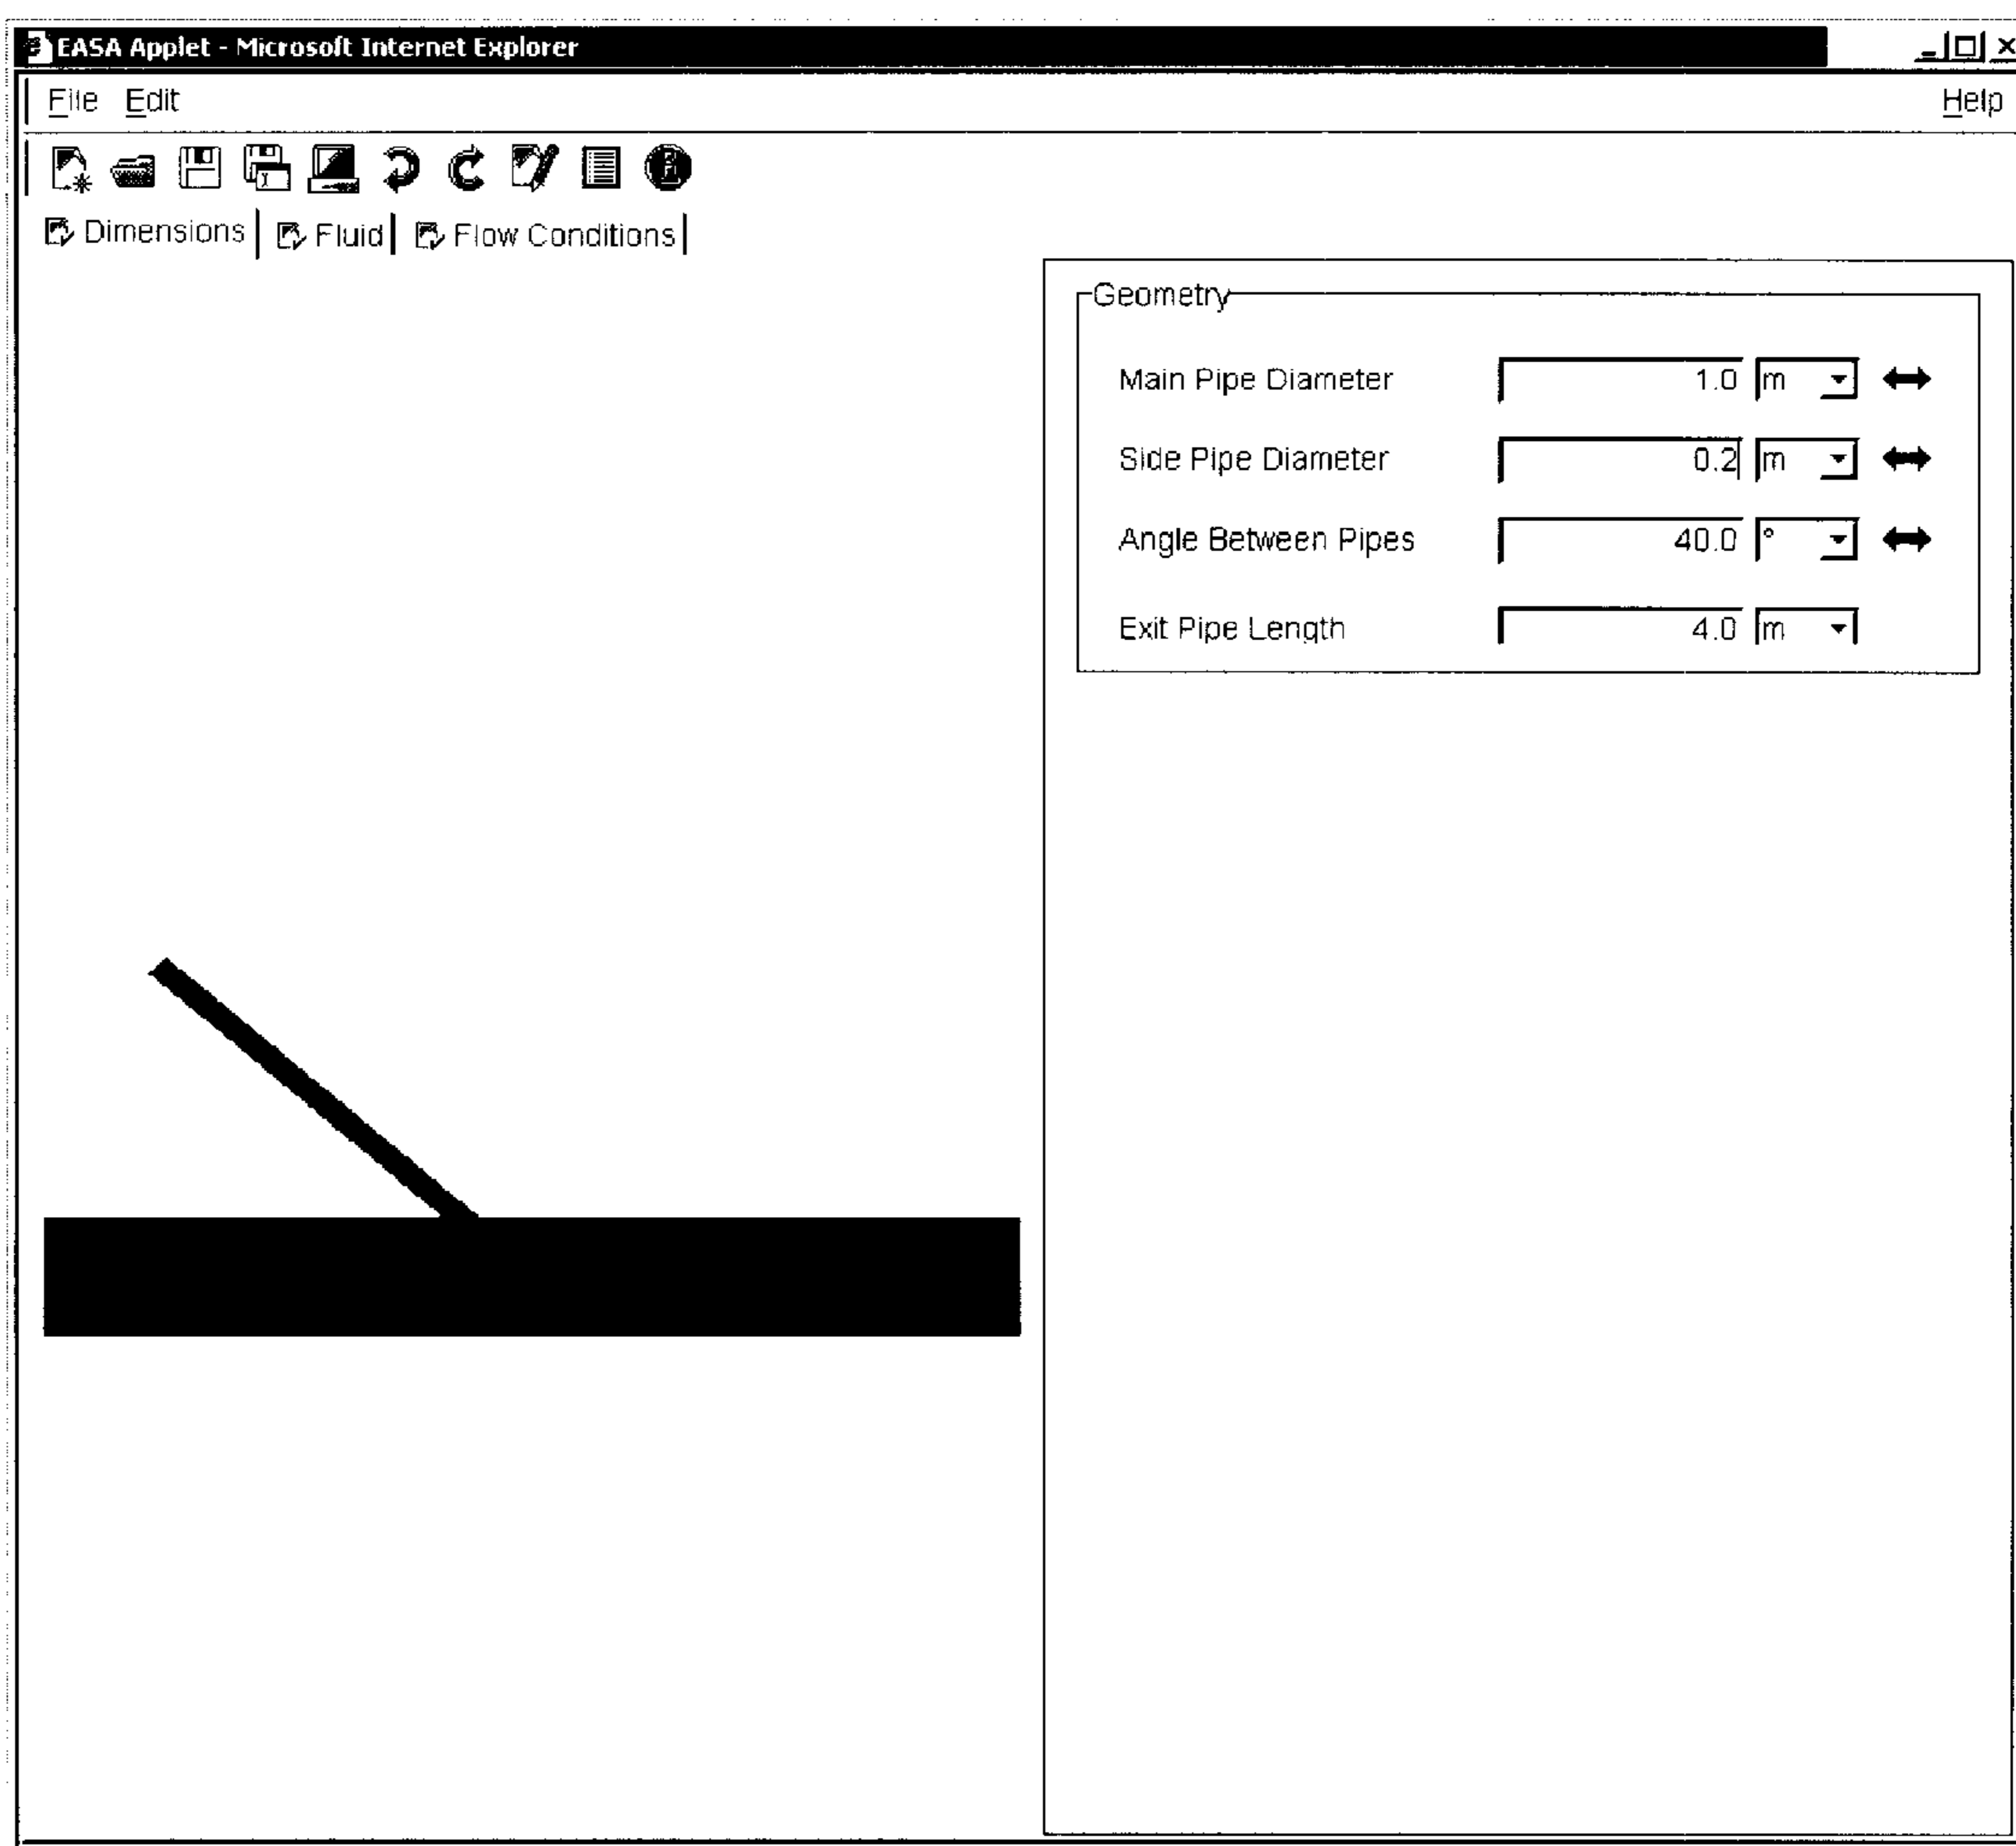 EASA Applet - Microsoft Internet Explorer
File Edit Help
Dimensions Fluid Flow Conditions
Geometry
Main Pipe Diameter 1.0 m
Side Pipe Diameter 0.2 m
Angle Between Pipes 40.0 °
Exit Pipe Length 4.0 m